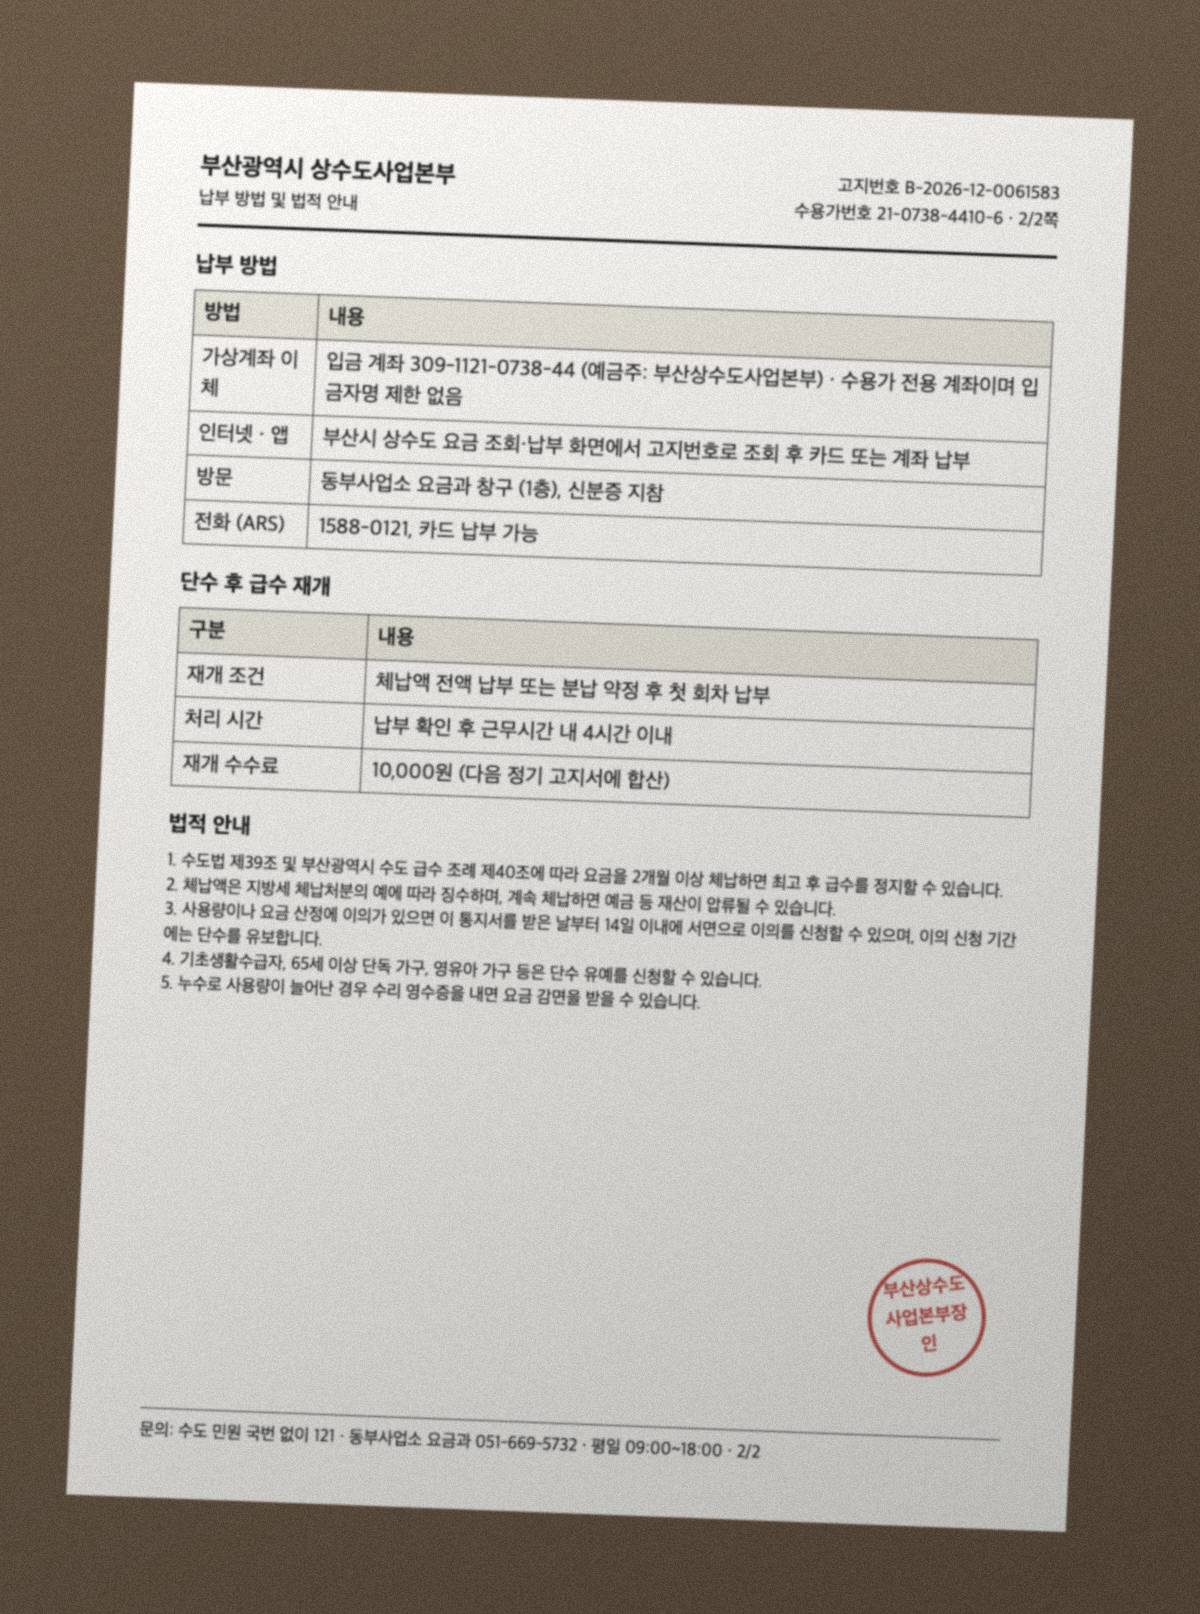 부산광역시 상수도사업본부
납부 방법 및 법적 안내
고지번호 B-2026-12-0061583
수용가번호 21-0738-4410-6 · 2/2쪽
납부 방법
방법 내용
가상계좌 이체 입금 계좌 309-1121-0738-44 (예금주: 부산상수도사업본부) · 수용가 전용 계좌이며 입
금자명 제한 없음
인터넷 · 앱 부산시 상수도 요금 조회·납부 화면에서 고지번호로 조회 후 카드 또는 계좌 납부
방문 동부사업소 요금과 창구 (1층), 신분증 지참
전화 (ARS) 1588-0121, 카드 납부 가능
단수 후 급수 재개
구분 내용
재개 조건 체납액 전액 납부 또는 분납 약정 후 첫 회차 납부
처리 시간 납부 확인 후 근무시간 내 4시간 이내
재개 수수료 10,000원 (다음 정기 고지서에 합산)
법적 안내
1. 수도법 제39조 및 부산광역시 수도 급수 조례 제40조에 따라 요금을 2개월 이상 체납하면 최고 후 급수를 정지할 수 있습니다.
2. 체납액은 지방세 체납처분의 예에 따라 징수하며, 계속 체납하면 예금 등 재산이 압류될 수 있습니다.
3. 사용량이나 요금 산정에 이의가 있으면 이 통지서를 받은 날부터 14일 이내에 서면으로 이의를 신청할 수 있으며, 이의 신청 기간
에는 단수를 유보합니다.
4. 기초생활수급자, 65세 이상 단독 가구, 영유아 가구 등은 단수 유예를 신청할 수 있습니다.
5. 누수로 사용량이 늘어난 경우 수리 영수증을 내면 요금 감면을 받을 수 있습니다.
부산상수도
사업본부장
인
문의: 수도 민원 국번 없이 121 · 동부사업소 요금과 051-669-5732 · 평일 09:00~18:00 · 2/2